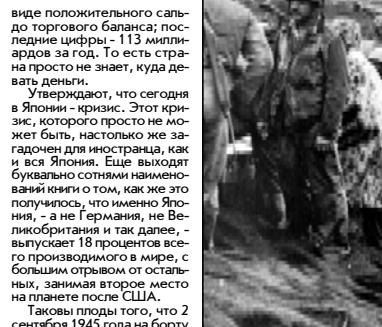 виде положительного саль-
до торгового баланса; пос-
ледние цифры - 113 милли-
ардов за год. То есть стра-
на просто не знает, куда де-
вать деньги.
Утверждают, что сегодня
в Японии - кризис. Этот кри-
зис, которого просто не мо-
жет быть, настолько же за-
гадочен для иностранца, как
и вся Япония. Еще выходят
буквально сотнями наимено-
ваний книги о том, как же это
получилось, что именно Япо-
ния, - а не Германия, не Ве-
ликобритания и так далее, -
выпускает 18 процентов все-
го производимого в мире, с
большим отрывом от осталь-
ных, занимая второе место
на планете после США.
Таковы плоды того, что 2
сентября 1945 года на борту